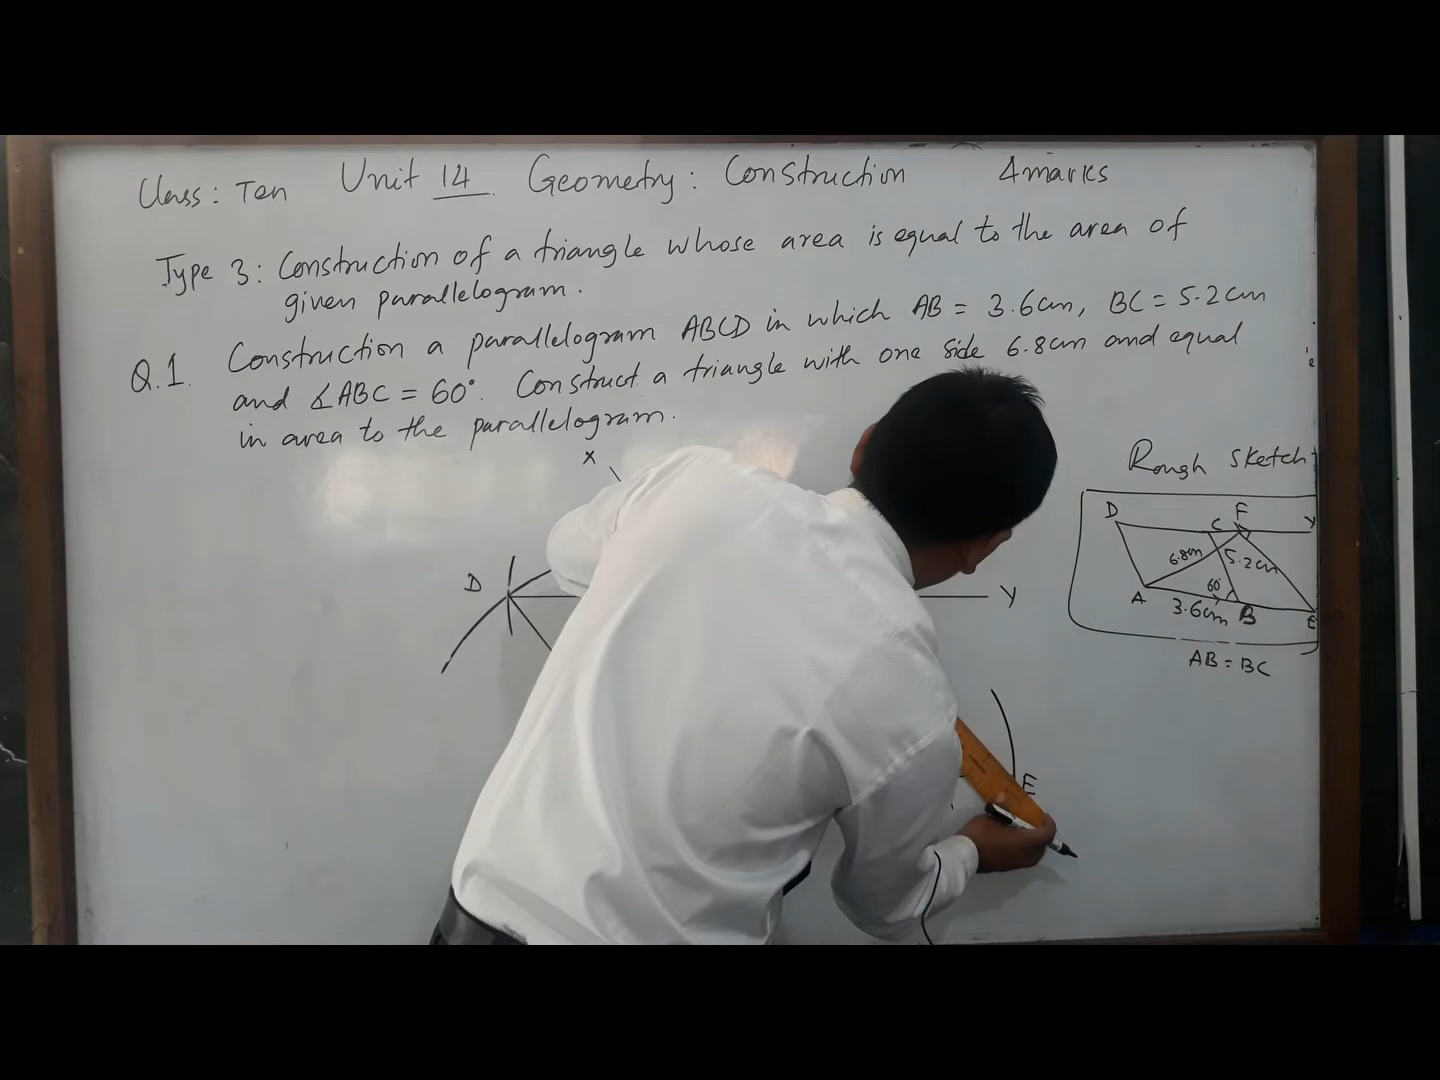 Class: Ten Unit 14 Geometry: Construction 4marks
Type 3: Construction of a triangle whose area is equal to the area of
given parallelogram.
Q.1. Construction a parallelogram ABCD in which AB = 3.6cm, BC = 5.2cm
and ∡ABC = 60°. Construct a triangle with one side 6.8cm and equal
in area to the parallelogram.
X
D
Y
E
Rough sketch
D C F Y
6.8cm 5.2cm
60°
A 3.6cm B E
AB = BC